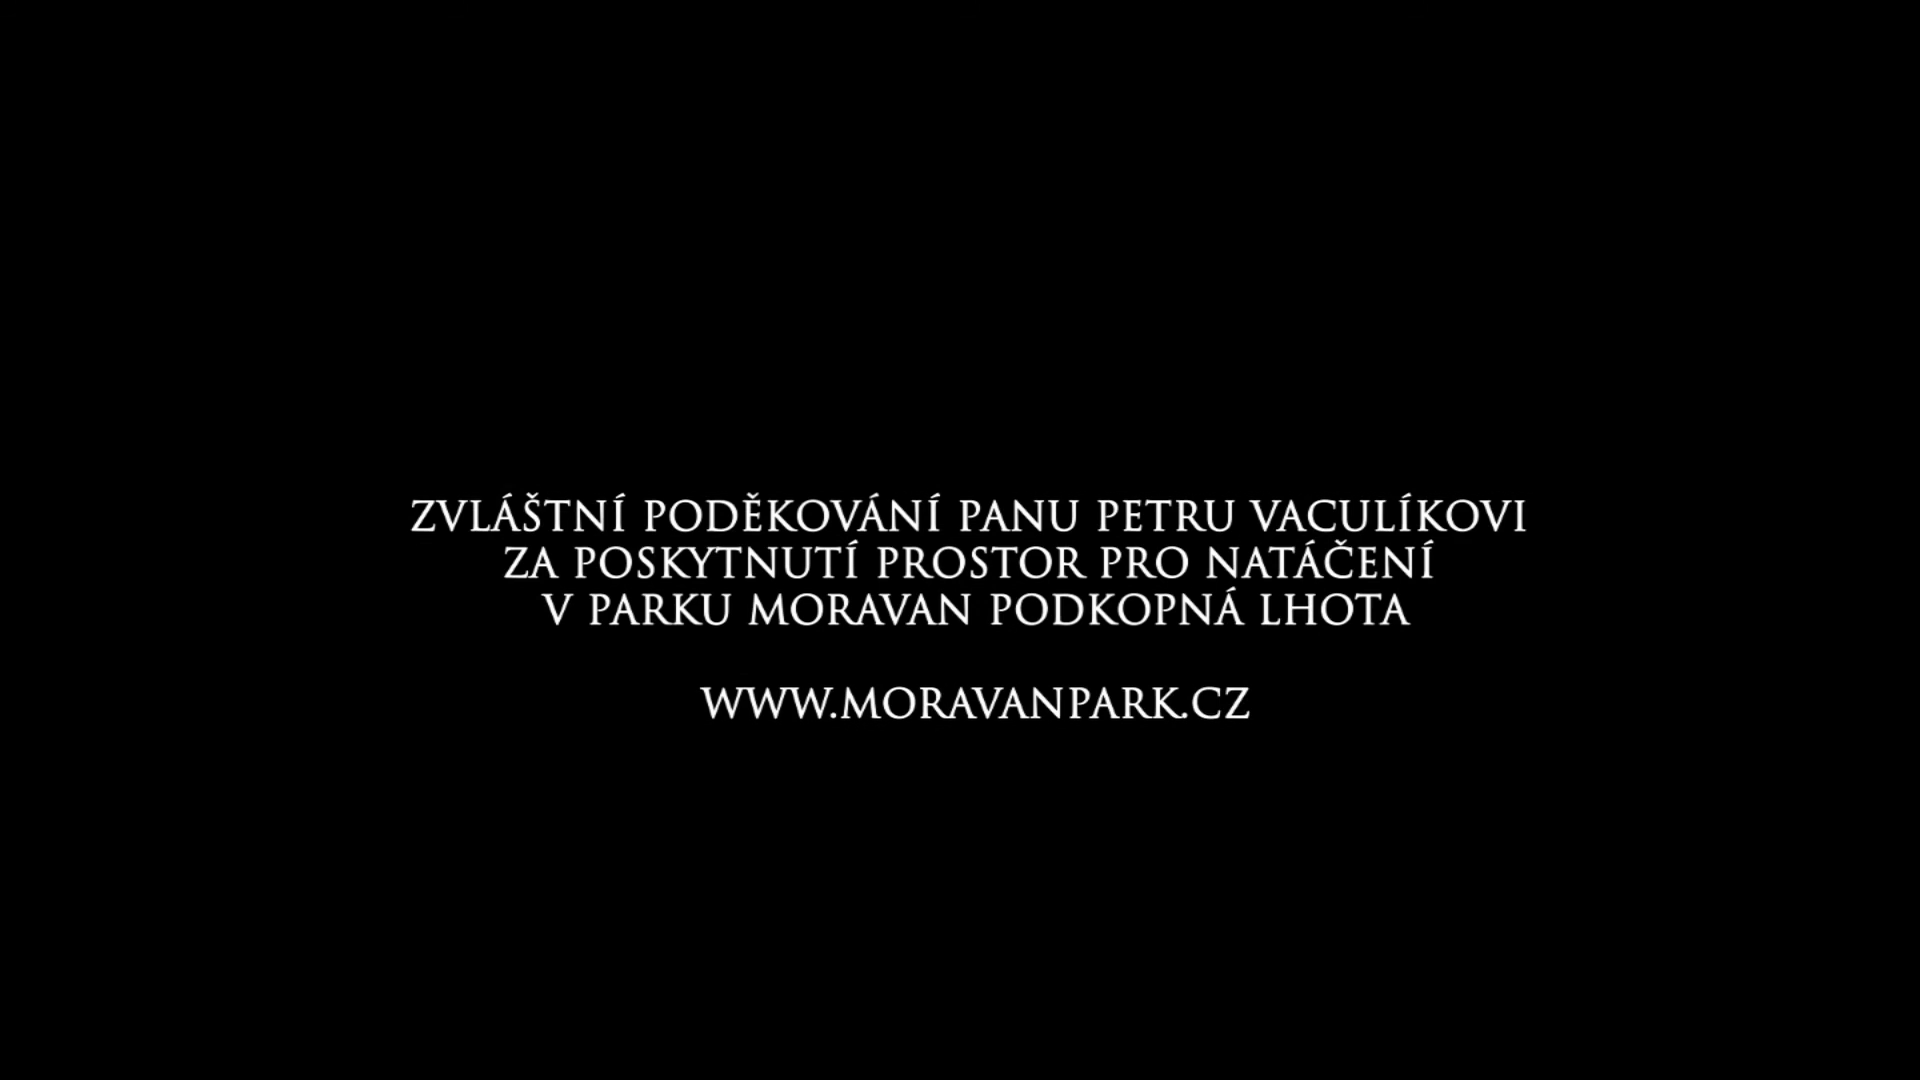 ZVLÁŠTNÍ PODĚKOVÁNÍ PANU PETRU VACULÍKOVI
ZA POSKYTNUTÍ PROSTOR PRO NATÁČENÍ
V PARKU MORAVAN PODKOPNÁ LHOTA
WWW.MORAVANPARK.CZ